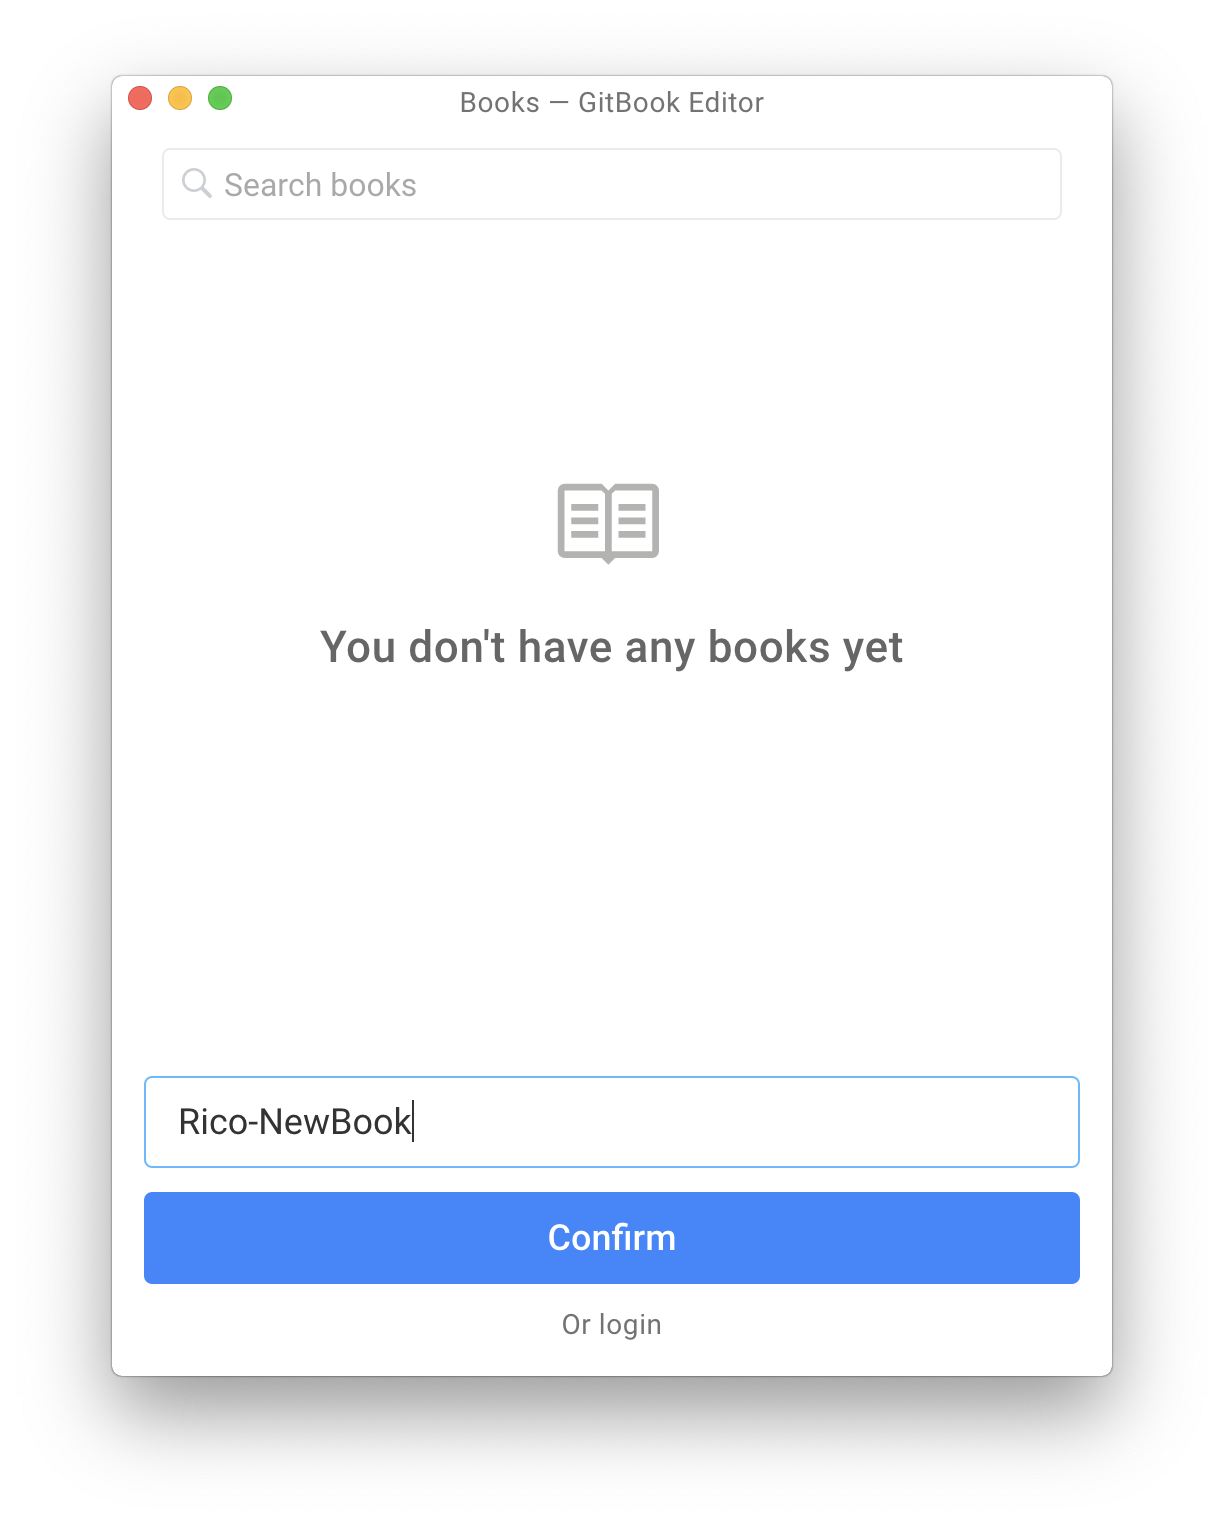 Books — GitBook Editor
Search books
You don't have any books yet
Rico-NewBook
Confirm
Or login